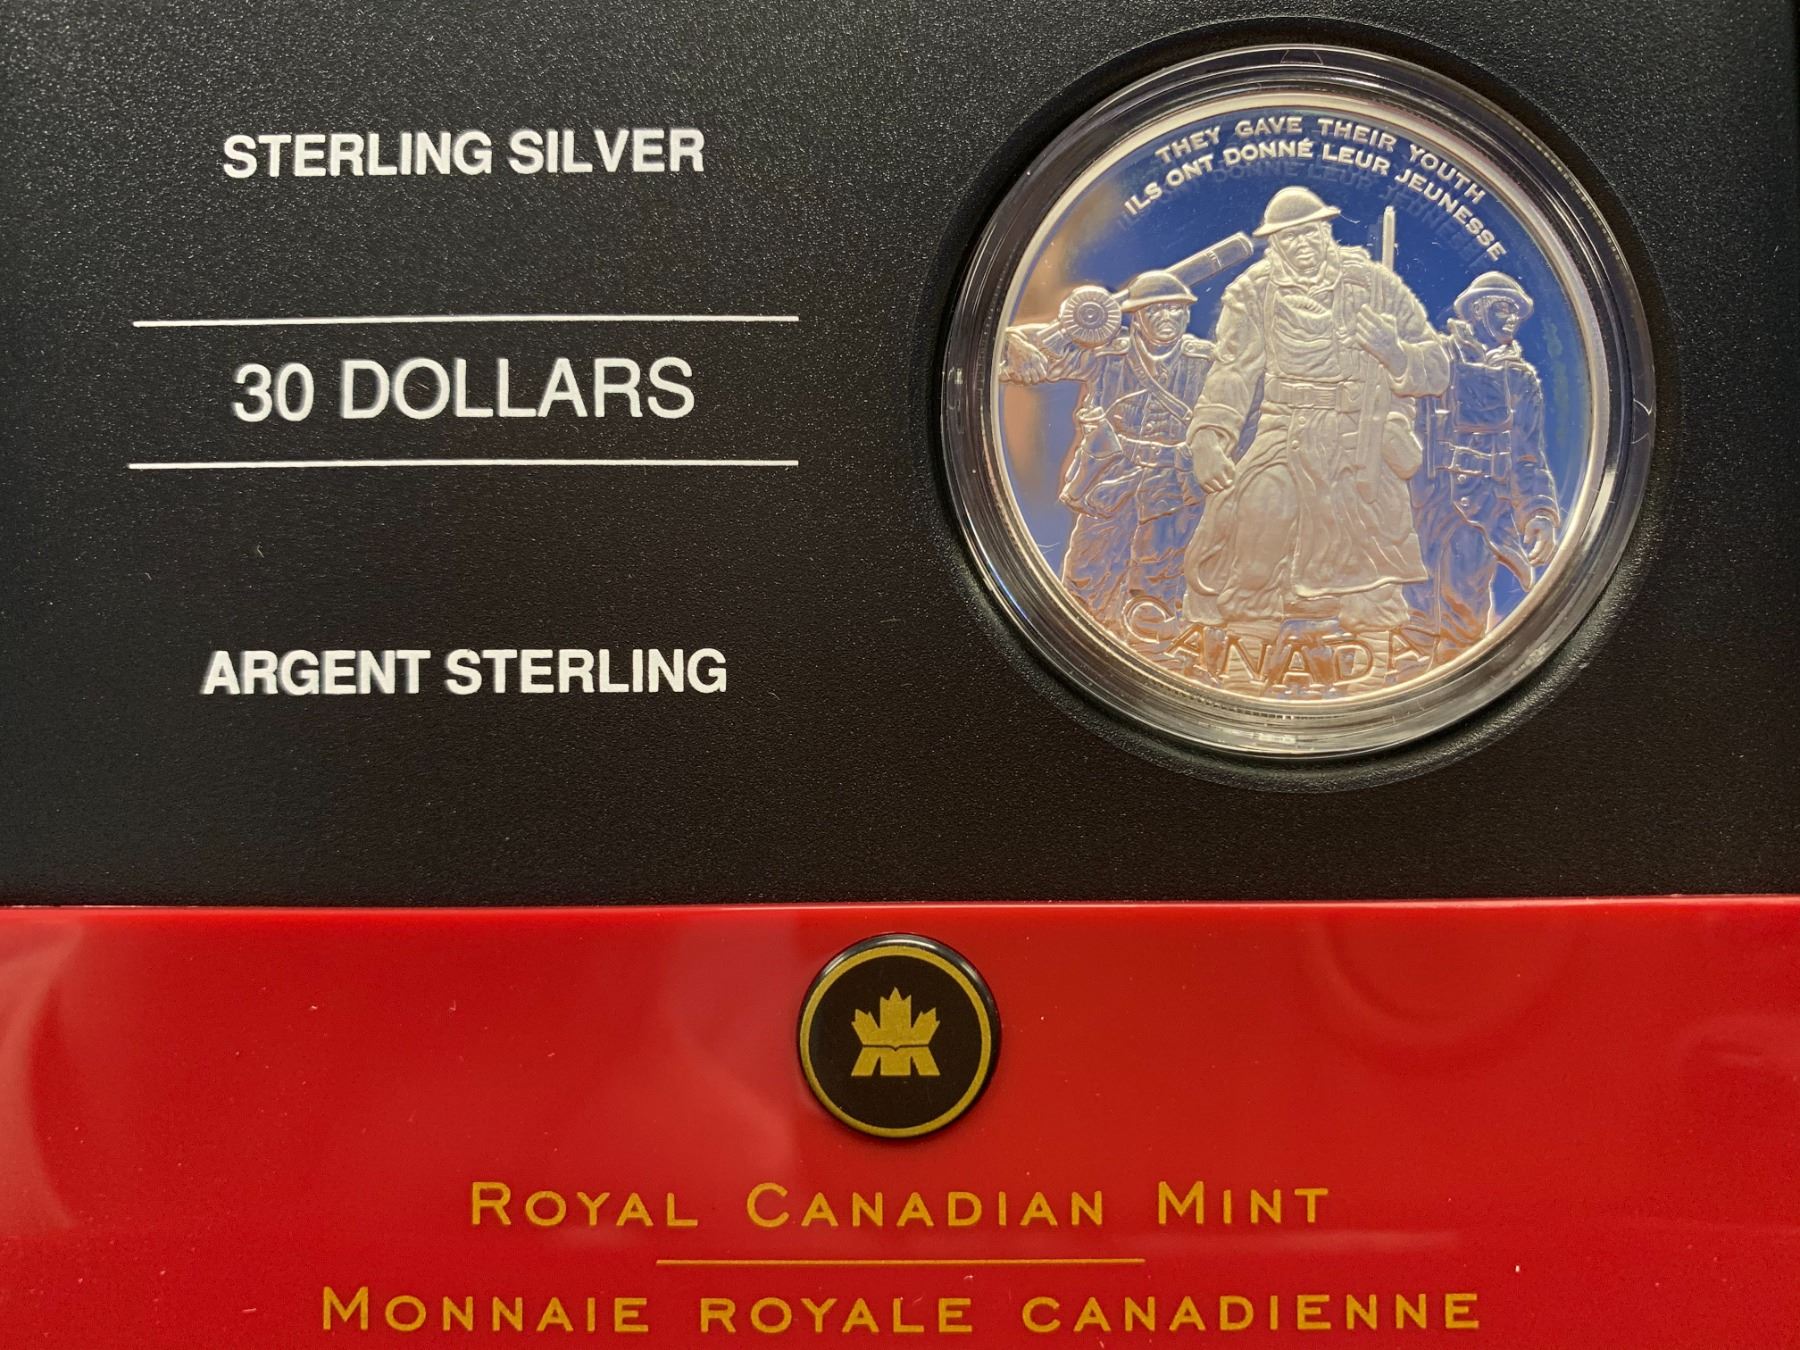 STERLING SILVER
30 DOLLARS
ARGENT STERLING
THEY GAVE THEIR YOUTH
ILS ONT DONNÉ LEUR JEUNESSE
CANADA
ROYAL CANADIAN MINT
MONNAIE ROYALE CANADIENNE